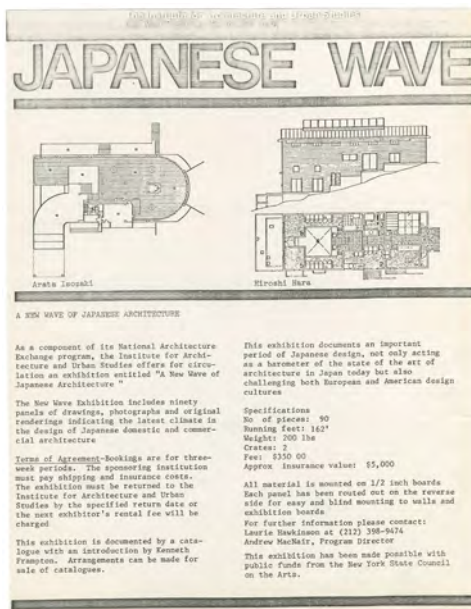 Institute for Architecture and Urban Studies
JAPANESE WAVE
Arata Isozaki
Hiroshi Hara
A NEW WAVE OF JAPANESE ARCHITECTURE
As a component of its National Architecture
Exchange program, the Institute for Archi-
tecture and Urban Studies offers for circu-
lation an exhibition entitled "A New Wave of
Japanese Architecture "
The New Wave Exhibition includes ninety
panels of drawings, photographs and original
renderings indicating the latest climate in
the design of Japanese domestic and commer-
cial architecture
Terms of Agreement-Bookings are for three-
week periods. The sponsoring institution
must pay shipping and insurance costs.
The exhibition must be returned to the
Institute for Architecture and Urban
Studies by the specified return date or
the next exhibitor's rental fee will be
charged
This exhibition is documented by a cata-
logue with an introduction by Kenneth
Frampton. Arrangements can be made for
sale of catalogues.
This exhibition documents an important
period of Japanese design, not only acting
as a barometer of the state of the art of
architecture in Japan today but also
challenging both European and American design
cultures
Specifications
No of pieces: 90
Running feet: 162'
Weight: 200 lbs
Crates: 2
Fee: $350 00
Approx insurance value: $5,000
All material is mounted on 1/2 inch boards
Each panel has been routed out on the reverse
side for easy and blind mounting to walls and
exhibition boards
For further information please contact:
Laurie Hawkinson at (212) 398-9474
Andrew MacNair, Program Director
This exhibition has been made possible with
public funds from the New York State Council
on the Arts.